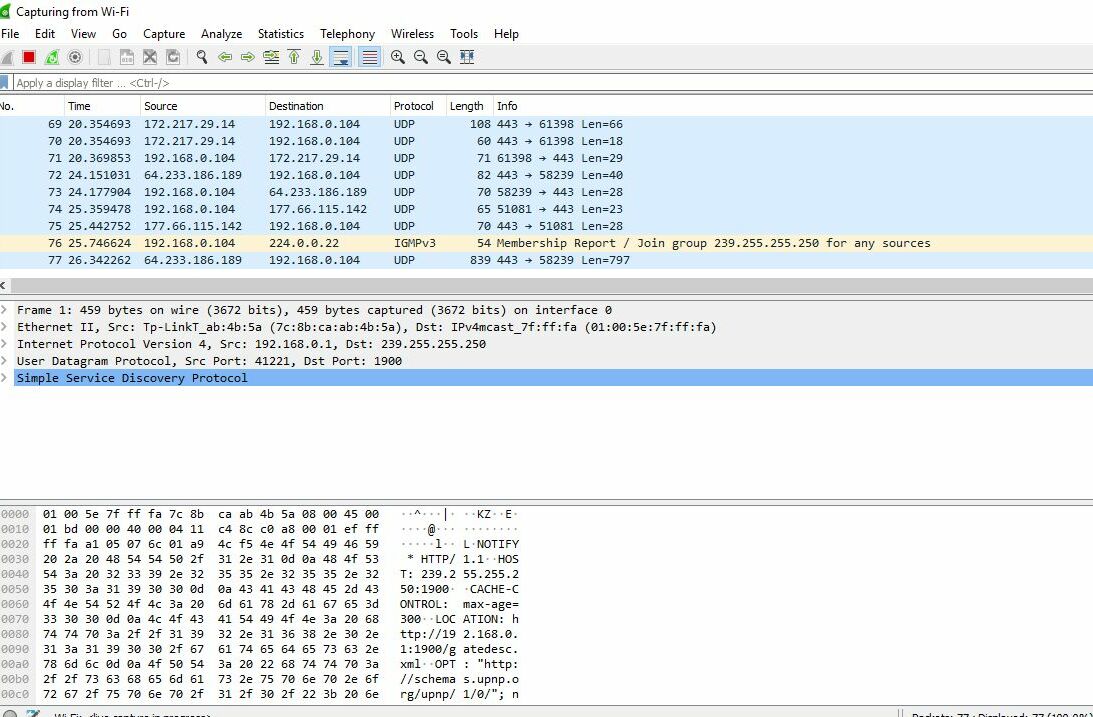 Capturing from Wi-Fi
File Edit View Go Capture Analyze Statistics Telephony Wireless Tools Help
Apply a display filter ... <Ctrl-/>
No. Time Source Destination Protocol Length Info
69 20.354693 172.217.29.14 192.168.0.104 UDP 108 443 → 61398 Len=66
70 20.354693 172.217.29.14 192.168.0.104 UDP 60 443 → 61398 Len=18
71 20.369853 192.168.0.104 172.217.29.14 UDP 71 61398 → 443 Len=29
72 24.151031 64.233.186.189 192.168.0.104 UDP 82 443 → 58239 Len=40
73 24.177904 192.168.0.104 64.233.186.189 UDP 70 58239 → 443 Len=28
74 25.359478 192.168.0.104 177.66.115.142 UDP 65 51081 → 443 Len=23
75 25.442752 177.66.115.142 192.168.0.104 UDP 70 443 → 51081 Len=28
76 25.746624 192.168.0.104 224.0.0.22 IGMPv3 54 Membership Report / Join group 239.255.255.250 for any sources
77 26.342262 64.233.186.189 192.168.0.104 UDP 839 443 → 58239 Len=797
Frame 1: 459 bytes on wire (3672 bits), 459 bytes captured (3672 bits) on interface 0
Ethernet II, Src: Tp-LinkT_ab:4b:5a (7c:8b:ca:ab:4b:5a), Dst: IPv4mcast_7f:ff:fa (01:00:5e:7f:ff:fa)
Internet Protocol Version 4, Src: 192.168.0.1, Dst: 239.255.255.250
User Datagram Protocol, Src Port: 41221, Dst Port: 1900
Simple Service Discovery Protocol
0000 01 00 5e 7f ff fa 7c 8b ca ab 4b 5a 08 00 45 00 ··^···|· ··KZ··E·
0010 01 bd 00 00 40 00 04 11 c4 8c c0 a8 00 01 ef ff ····@··· ········
0020 ff fa a1 05 07 6c 01 a9 4c f5 4e 4f 54 49 46 59 ·····l·· L·NOTIFY
0030 20 2a 20 48 54 54 50 2f 31 2e 31 0d 0a 48 4f 53 * HTTP/ 1.1··HOS
0040 54 3a 20 32 33 39 2e 32 35 35 2e 32 35 35 2e 32 T: 239.2 55.255.2
0050 35 30 3a 31 39 30 30 0d 0a 43 41 43 48 45 2d 43 50:1900· ·CACHE-C
0060 4f 4e 54 52 4f 4c 3a 20 6d 61 78 2d 61 67 65 3d ONTROL: max-age=
0070 33 30 30 0d 0a 4c 4f 43 41 54 49 4f 4e 3a 20 68 300··LOC ATION: h
0080 74 74 70 3a 2f 2f 31 39 32 2e 31 36 38 2e 30 2e ttp://19 2.168.0.
0090 31 3a 31 39 30 30 2f 67 61 74 65 64 65 73 63 2e 1:1900/g atedesc.
00a0 78 6d 6c 0d 0a 4f 50 54 3a 20 22 68 74 74 70 3a xml··OPT : "http:
00b0 2f 2f 73 63 68 65 6d 61 73 2e 75 70 6e 70 2e 6f //schema s.upnp.o
00c0 72 67 2f 75 70 6e 70 2f 31 2f 30 2f 22 3b 20 6e rg/upnp/ 1/0/"; n
Wi-Fi: <live capture in progress> Packets: 77 · Displayed: 77 (100.0%)